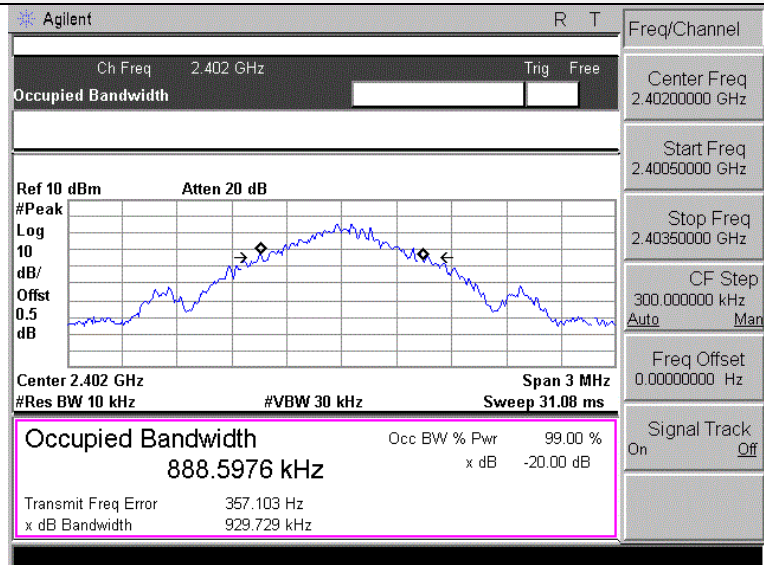 Agilent R T
Ch Freq 2.402 GHz Trig Free
Occupied Bandwidth
Ref 10 dBm Atten 20 dB
#Peak
Log
10
dB/
Offst
0.5
dB
Center 2.402 GHz Span 3 MHz
#Res BW 10 kHz #VBW 30 kHz Sweep 31.08 ms
Occupied Bandwidth Occ BW % Pwr 99.00 %
888.5976 kHz x dB -20.00 dB
Transmit Freq Error 357.103 Hz
x dB Bandwidth 929.729 kHz
Freq/Channel
Center Freq
2.40200000 GHz
Start Freq
2.40050000 GHz
Stop Freq
2.40350000 GHz
CF Step
300.000000 kHz
Auto Man
Freq Offset
0.00000000 Hz
Signal Track
On Off